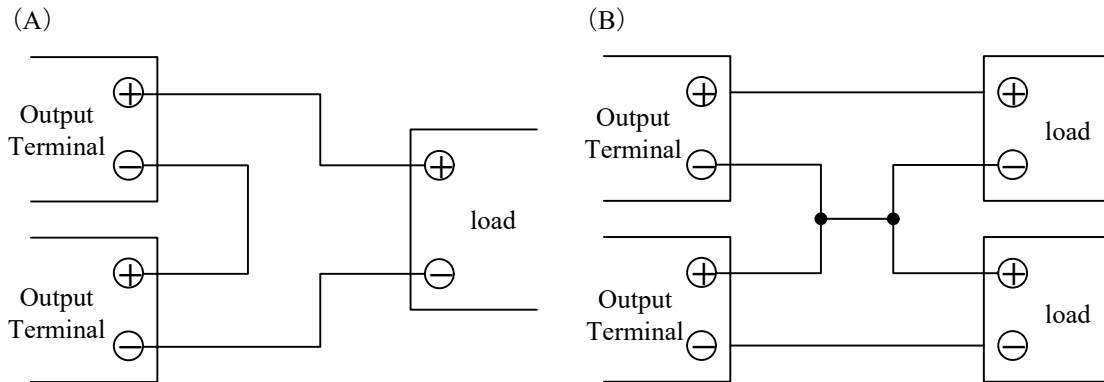 (A)
Output
Terminal
+
−
Output
Terminal
+
−
+
load
−
(B)
Output
Terminal
+
−
Output
Terminal
+
−
+
load
−
+
load
−